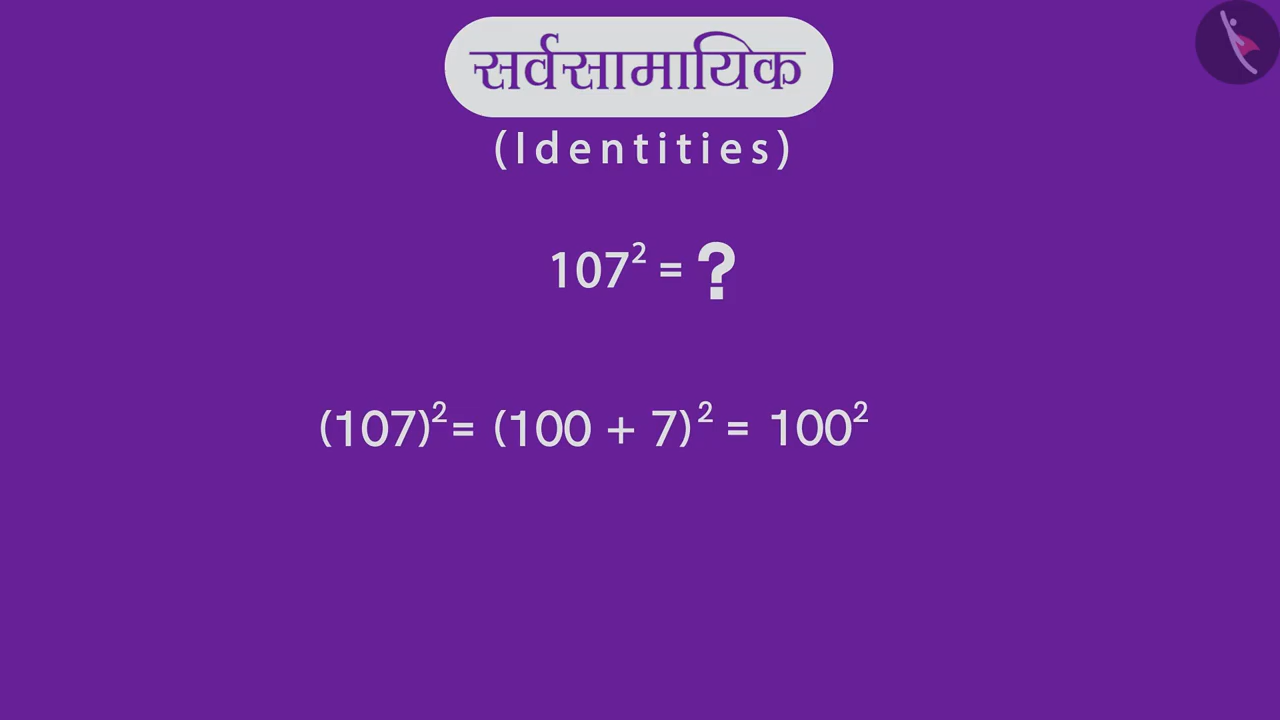 सर्वसामायिक
(Identities)
107² = ?
(107)² = (100 + 7)² = 100²